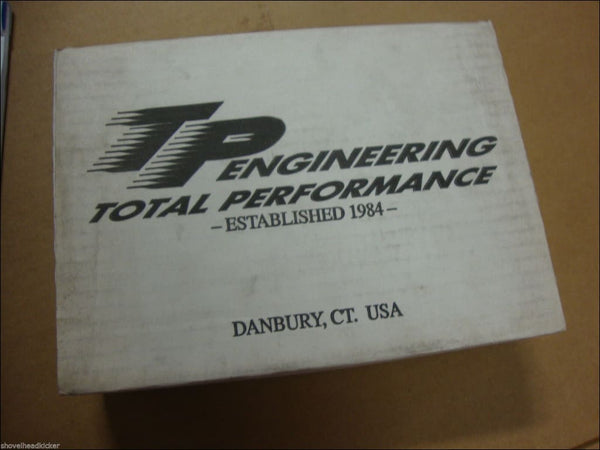 TP ENGINEERING
TOTAL PERFORMANCE
– ESTABLISHED 1984 –
DANBURY, CT. USA
shovelheadkicker